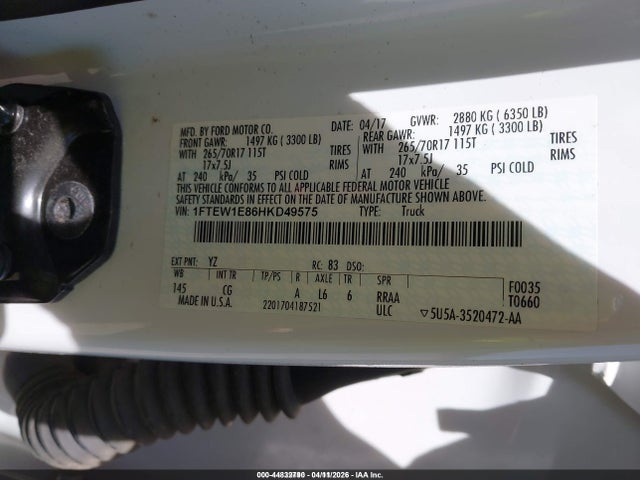 MFD. BY FORD MOTOR CO. DATE: 04/17 GVWR: 2880 KG ( 6350 LB)
FRONT GAWR: 1497 KG ( 3300 LB) REAR GAWR: 1497 KG ( 3300 LB)
WITH 265/70R17 115T TIRES WITH 265/70R17 115T TIRES
17x7.5J RIMS 17x7.5J RIMS
AT 240 kPa/ 35 PSI COLD AT 240 kPa/ 35 PSI COLD
THIS VEHICLE CONFORMS TO ALL APPLICABLE FEDERAL MOTOR VEHICLE
SAFETY STANDARDS IN EFFECT ON THE DATE OF MANUFACTURE SHOWN ABOVE.
VIN: 1FTEW1E86HKD49575 TYPE: Truck
EXT PNT: YZ RC: 83 DSO:
WB INT TR TP/PS R AXLE TR SPR F0035
145 CG A L6 6 RRAA T0660
MADE IN U.S.A. 2201704187521 ULC ▽5U5A-3520472-AA
04/11/2026 - IAA Inc.